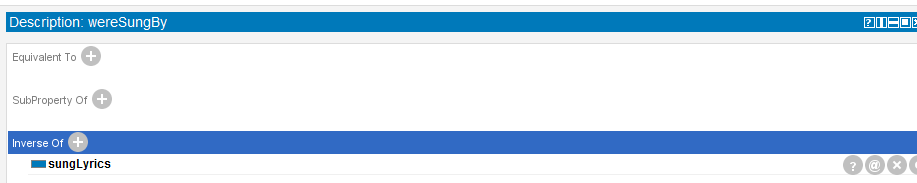 Description: wereSungBy
Equivalent To
SubProperty Of
Inverse Of
sungLyrics